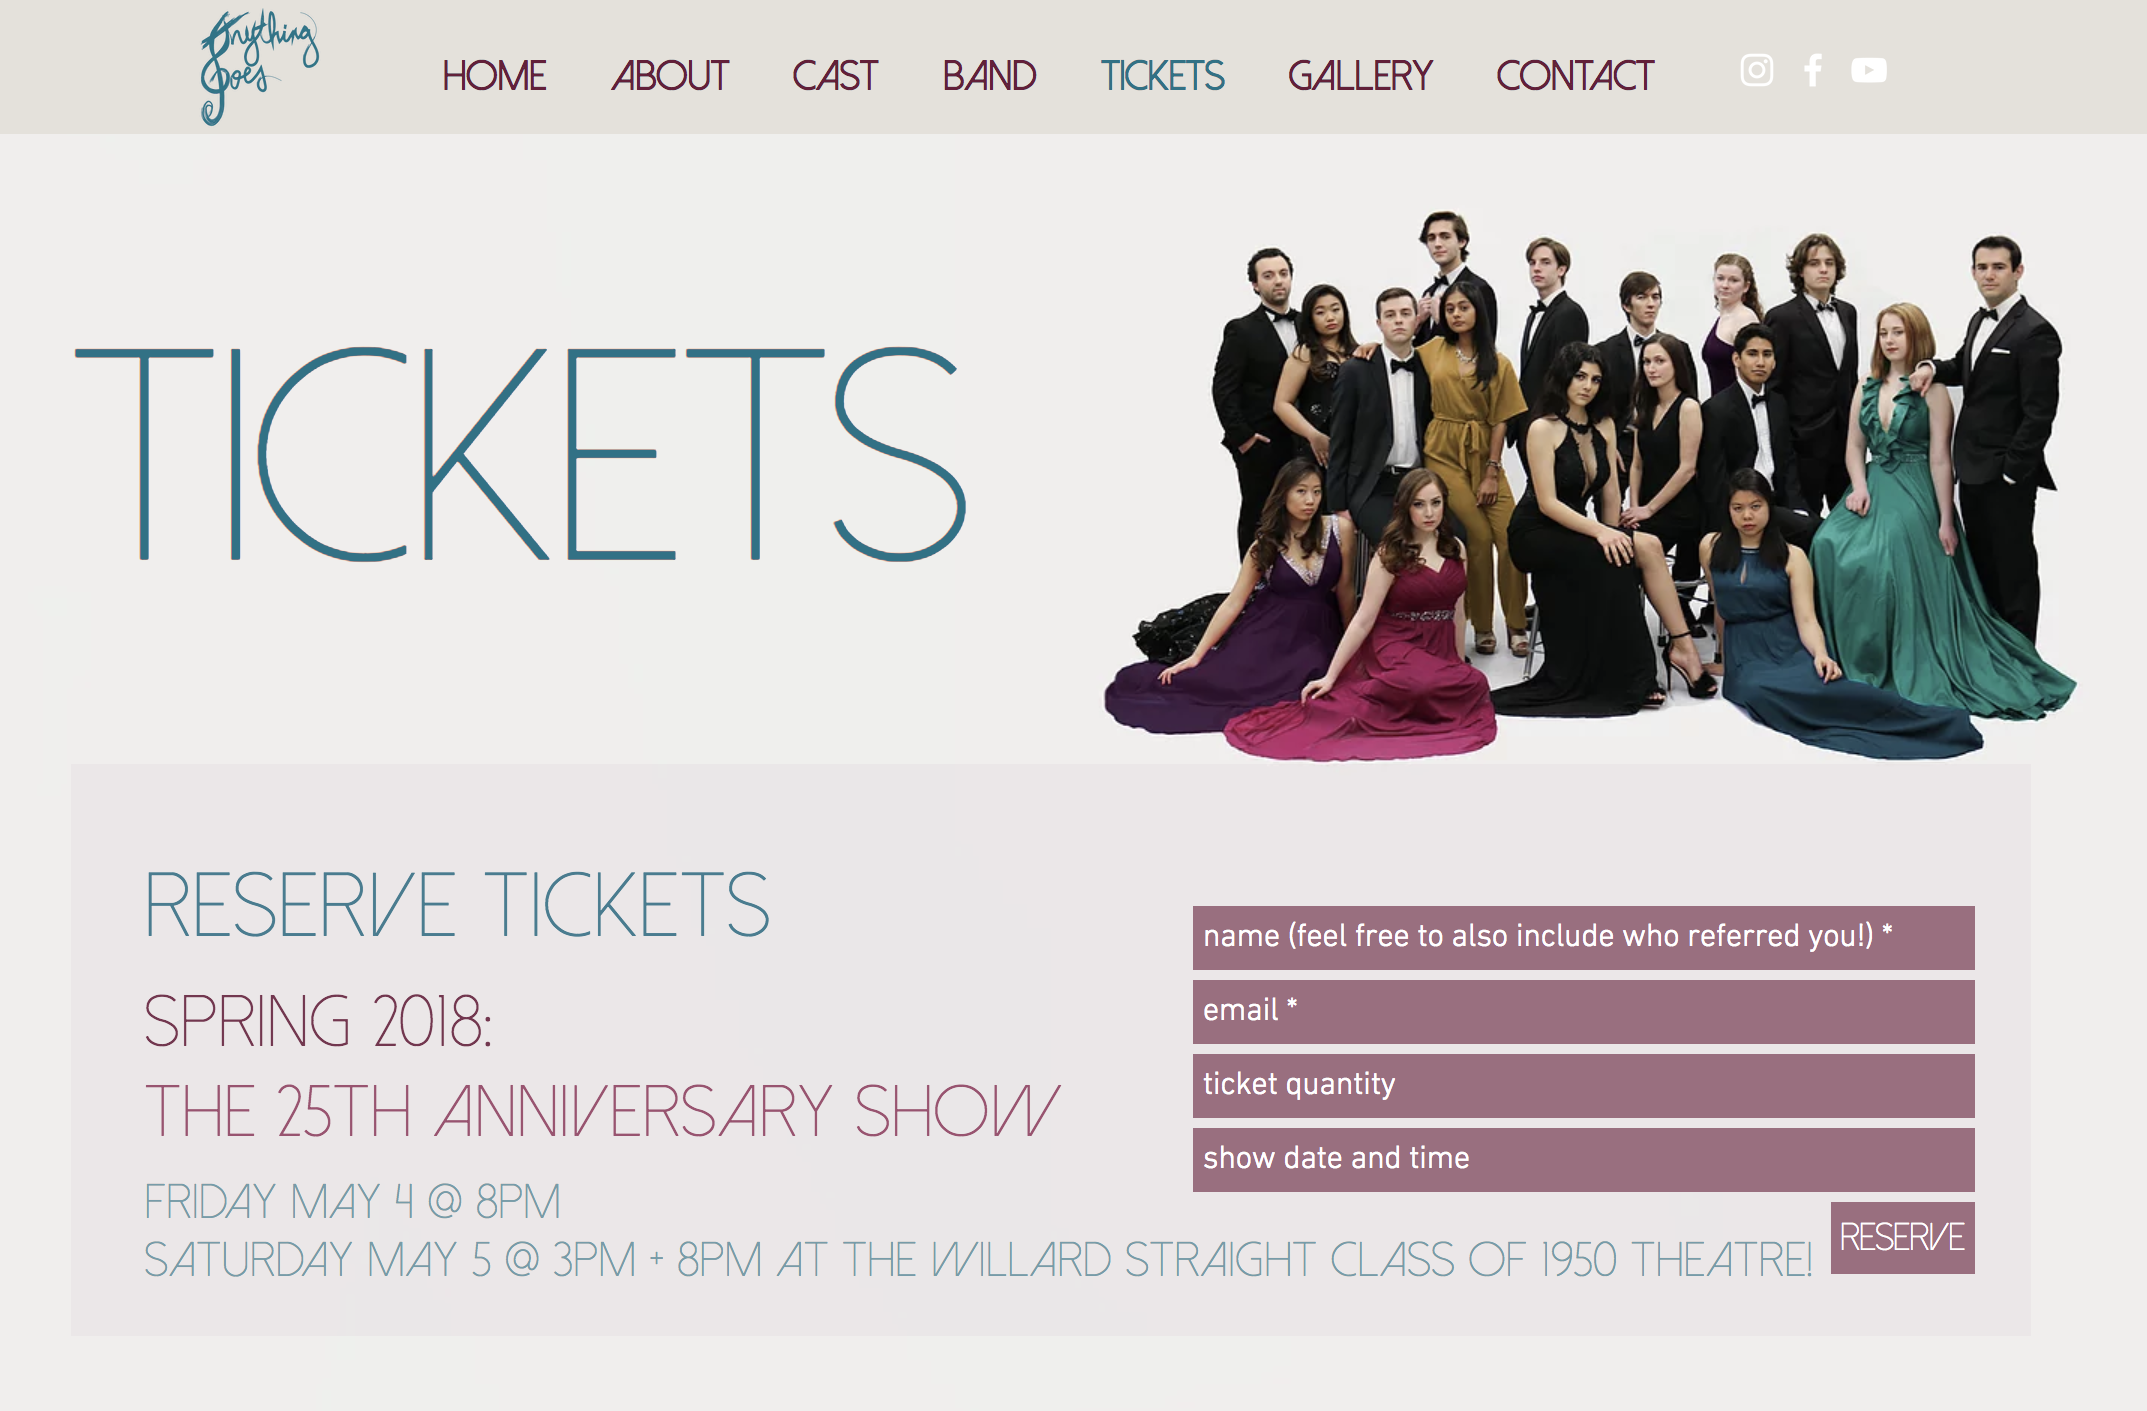 Anything
Goes
HOME ABOUT CAST BAND TICKETS GALLERY CONTACT
TICKETS
RESERVE TICKETS
SPRING 2018:
THE 25TH ANNIVERSARY SHOW
FRIDAY MAY 4 @ 8PM
SATURDAY MAY 5 @ 3PM + 8PM AT THE WILLARD STRAIGHT CLASS OF 1950 THEATRE!
name (feel free to also include who referred you!) *
email *
ticket quantity
show date and time
RESERVE